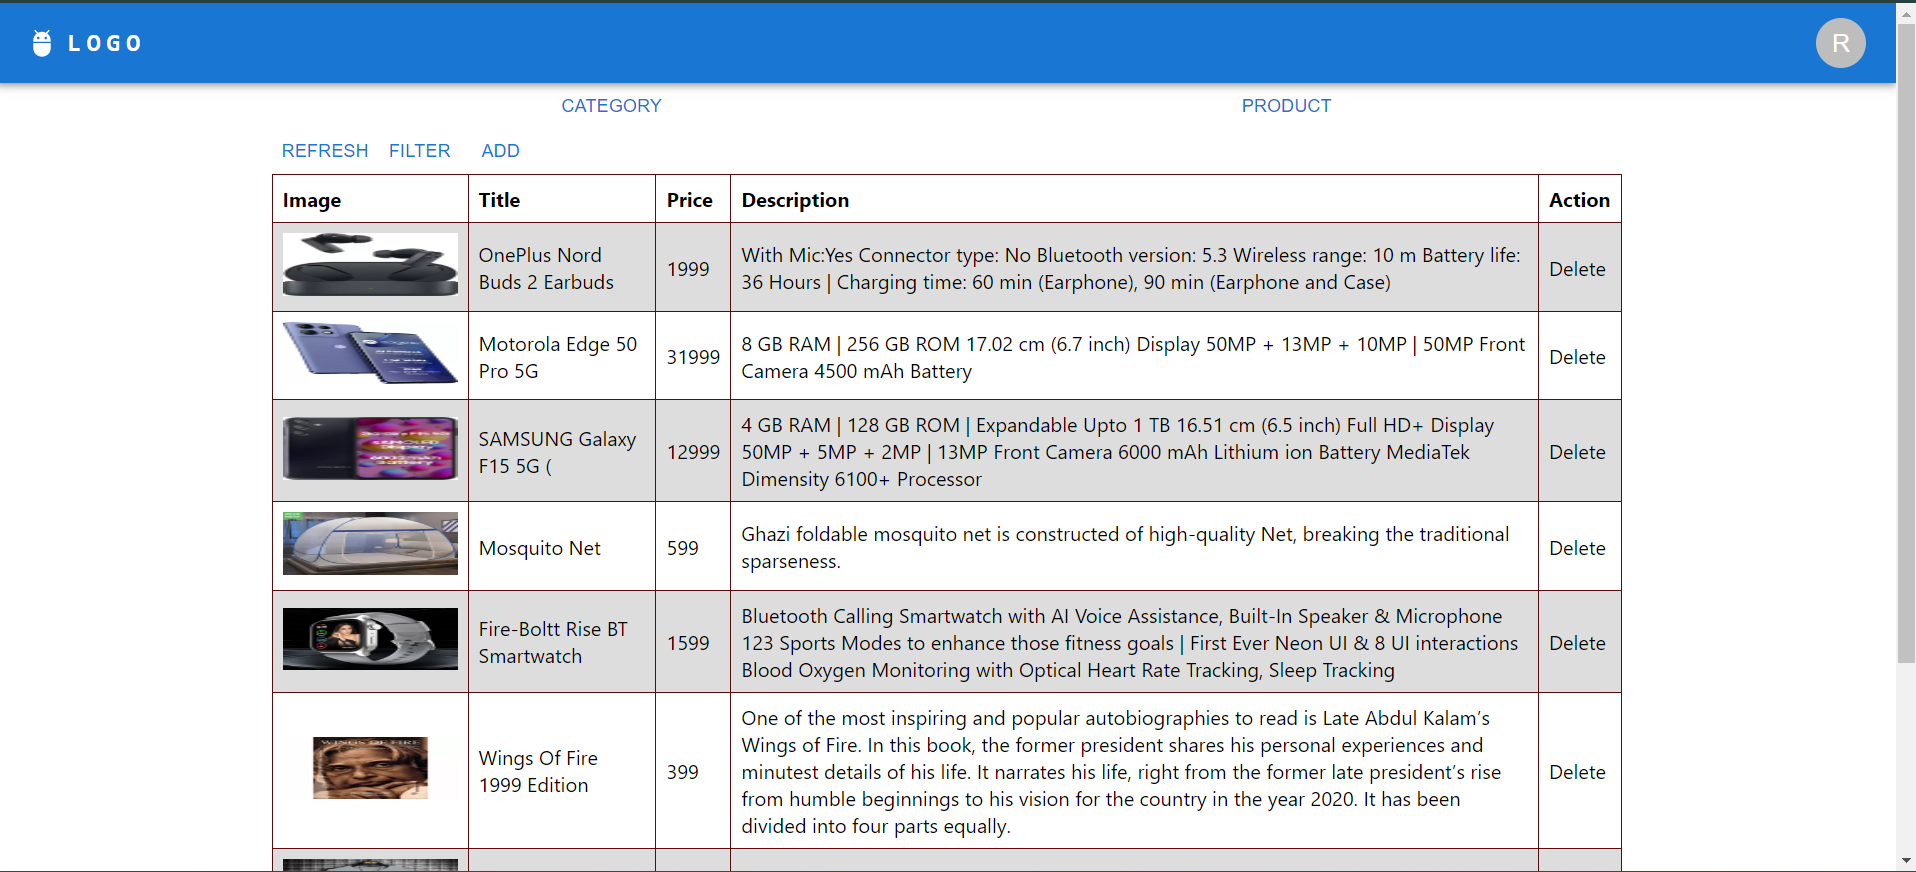 LOGO
R
CATEGORY
PRODUCT
REFRESH FILTER ADD
Image Title Price Description Action
OnePlus Nord
Buds 2 Earbuds
1999
With Mic:Yes Connector type: No Bluetooth version: 5.3 Wireless range: 10 m Battery life:
36 Hours | Charging time: 60 min (Earphone), 90 min (Earphone and Case)
Delete
Motorola Edge 50
Pro 5G
31999
8 GB RAM | 256 GB ROM 17.02 cm (6.7 inch) Display 50MP + 13MP + 10MP | 50MP Front
Camera 4500 mAh Battery
Delete
SAMSUNG Galaxy
F15 5G (
12999
4 GB RAM | 128 GB ROM | Expandable Upto 1 TB 16.51 cm (6.5 inch) Full HD+ Display
50MP + 5MP + 2MP | 13MP Front Camera 6000 mAh Lithium ion Battery MediaTek
Dimensity 6100+ Processor
Delete
Mosquito Net
599
Ghazi foldable mosquito net is constructed of high-quality Net, breaking the traditional
sparseness.
Delete
Fire-Boltt Rise BT
Smartwatch
1599
Bluetooth Calling Smartwatch with AI Voice Assistance, Built-In Speaker & Microphone
123 Sports Modes to enhance those fitness goals | First Ever Neon UI & 8 UI interactions
Blood Oxygen Monitoring with Optical Heart Rate Tracking, Sleep Tracking
Delete
WINGS OF FIRE
Wings Of Fire
1999 Edition
399
One of the most inspiring and popular autobiographies to read is Late Abdul Kalam’s
Wings of Fire. In this book, the former president shares his personal experiences and
minutest details of his life. It narrates his life, right from the former late president’s rise
from humble beginnings to his vision for the country in the year 2020. It has been
divided into four parts equally.
Delete